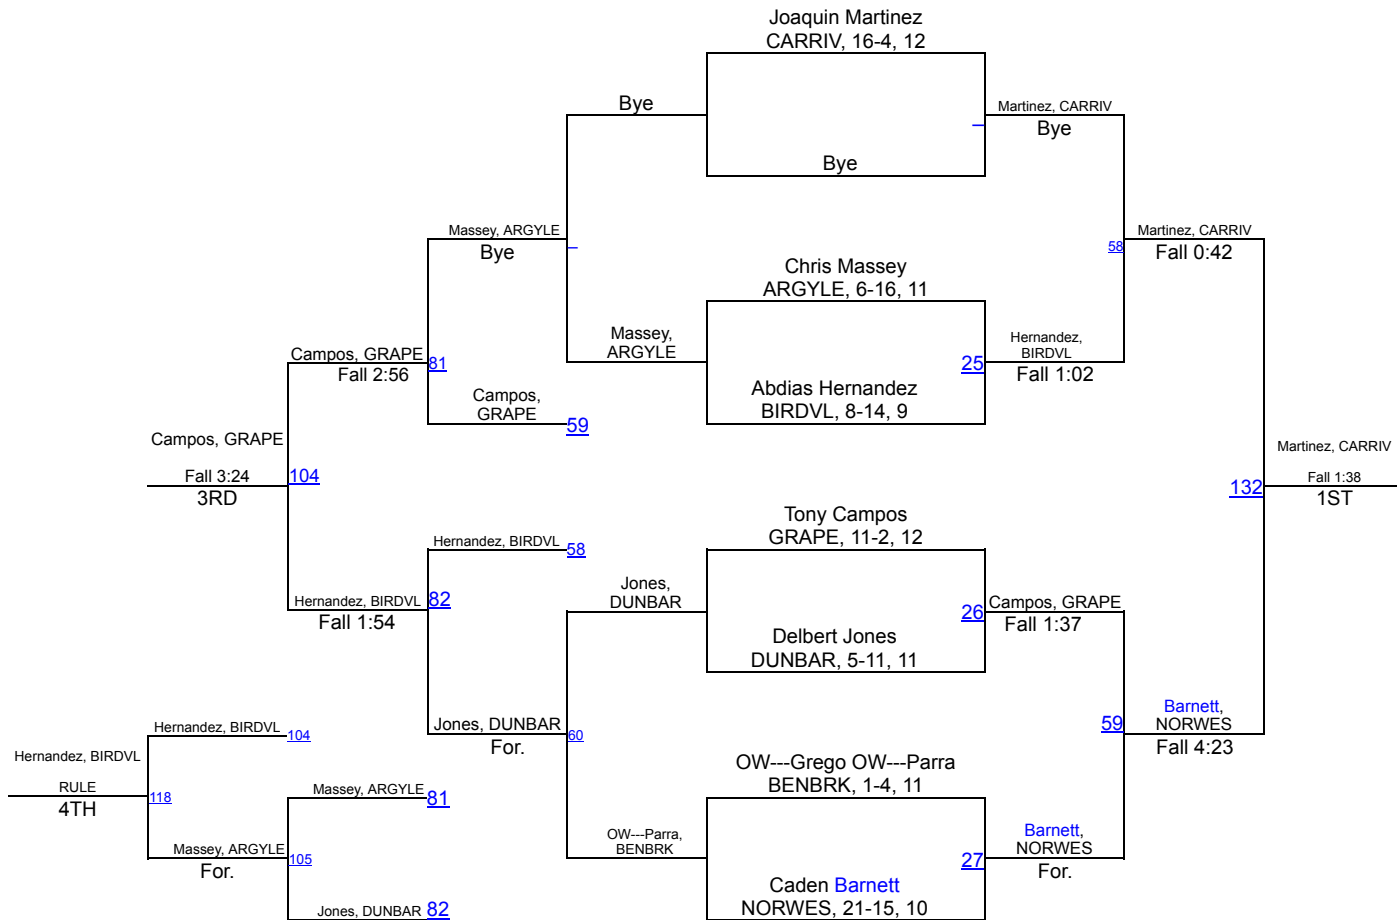 Joaquin Martinez
CARRIV, 16-4, 12
Bye
Martinez, CARRIV
Bye
Bye
Massey, ARGYLE
Bye
Martinez, CARRIV
Fall 0:42
58
Chris Massey
ARGYLE, 6-16, 11
Massey,
ARGYLE
Hernandez,
BIRDVL
Fall 1:02
25
Campos, GRAPE
Fall 2:56
81
Abdias Hernandez
BIRDVL, 8-14, 9
Campos,
GRAPE
59
Campos, GRAPE
Fall 3:24
3RD
104
Martinez, CARRIV
Fall 1:38
1ST
132
Tony Campos
GRAPE, 11-2, 12
Hernandez, BIRDVL
58
Jones,
DUNBAR
Hernandez, BIRDVL
Fall 1:54
82
26
Campos, GRAPE
Fall 1:37
Delbert Jones
DUNBAR, 5-11, 11
Jones, DUNBAR
For.
60
59
Barnett,
NORWES
Fall 4:23
Hernandez, BIRDVL
104
Hernandez, BIRDVL
RULE
4TH
118
OW---Grego OW---Parra
BENBRK, 1-4, 11
Massey, ARGYLE
81
OW---Parra,
BENBRK
Barnett,
NORWES
For.
27
Massey, ARGYLE
For.
105
Caden Barnett
NORWES, 21-15, 10
Jones, DUNBAR
82